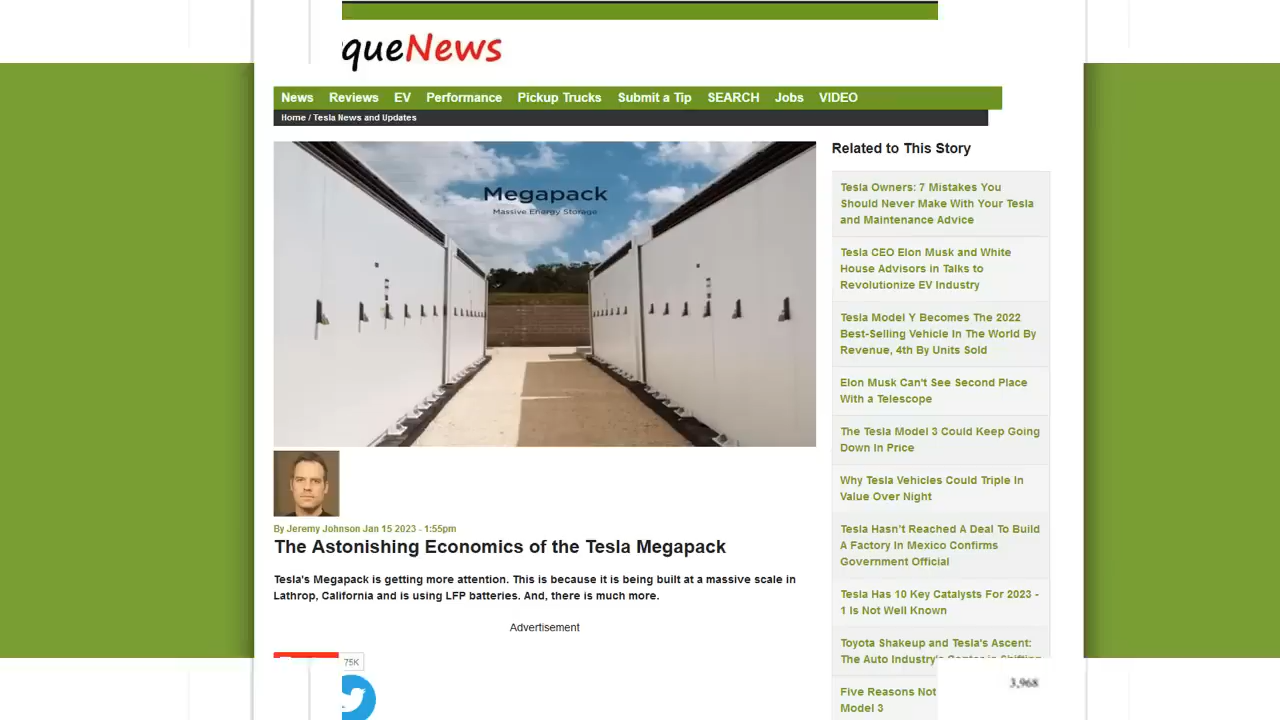 queNews
News Reviews EV Performance Pickup Trucks Submit a Tip SEARCH Jobs VIDEO
Home / Tesla News and Updates
Megapack
Massive Energy Storage
By Jeremy Johnson Jan 15 2023 - 1:55pm
The Astonishing Economics of the Tesla Megapack
Tesla's Megapack is getting more attention. This is because it is being built at a massive scale in
Lathrop, California and is using LFP batteries. And, there is much more.
Advertisement
75K
Related to This Story
Tesla Owners: 7 Mistakes You
Should Never Make With Your Tesla
and Maintenance Advice
Tesla CEO Elon Musk and White
House Advisors in Talks to
Revolutionize EV Industry
Tesla Model Y Becomes The 2022
Best-Selling Vehicle In The World By
Revenue, 4th By Units Sold
Elon Musk Can't See Second Place
With a Telescope
The Tesla Model 3 Could Keep Going
Down In Price
Why Tesla Vehicles Could Triple In
Value Over Night
Tesla Hasn't Reached A Deal To Build
A Factory In Mexico Confirms
Government Official
Tesla Has 10 Key Catalysts For 2023 -
1 Is Not Well Known
Toyota Shakeup and Tesla's Ascent:
The Auto Industry's Center is Shifting
Five Reasons Not
Model 3
3,968